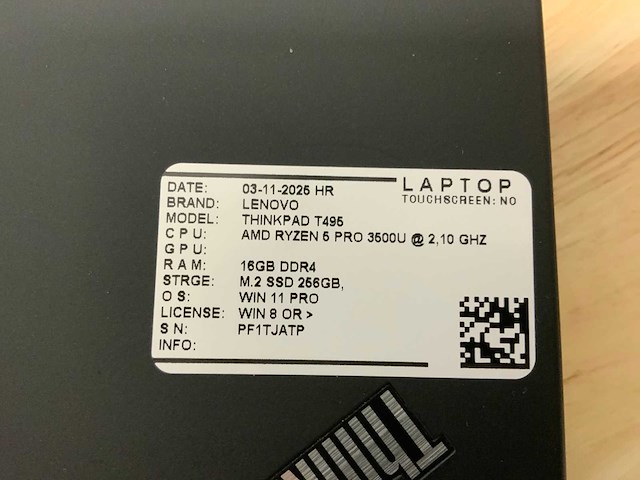 LAPTOP
TOUCHSCREEN: NO
DATE: 03-11-2025 HR
BRAND: LENOVO
MODEL: THINKPAD T495
CPU: AMD RYZEN 5 PRO 3500U @ 2,10 GHZ
GPU:
RAM: 16GB DDR4
STRGE: M.2 SSD 256GB,
OS: WIN 11 PRO
LICENSE: WIN 8 OR >
SN: PF1TJATP
INFO:
Think